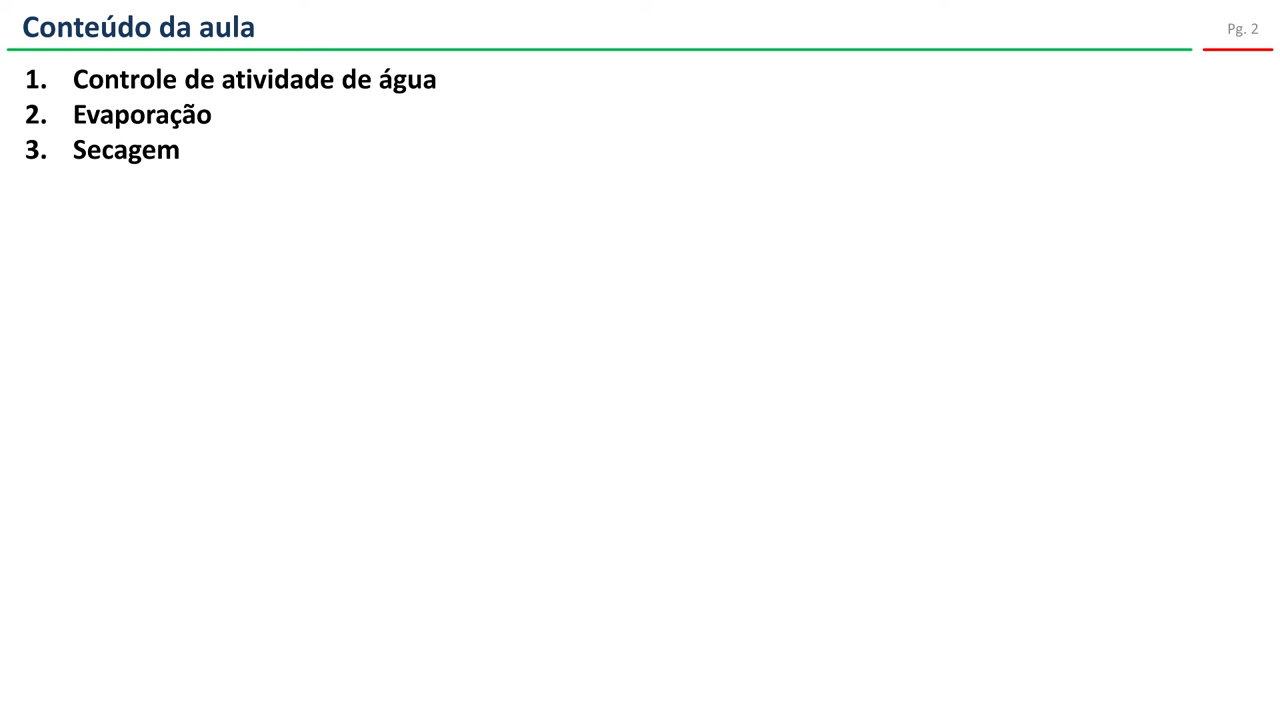 Conteúdo da aula
Pg. 2
1. Controle de atividade de água
2. Evaporação
3. Secagem